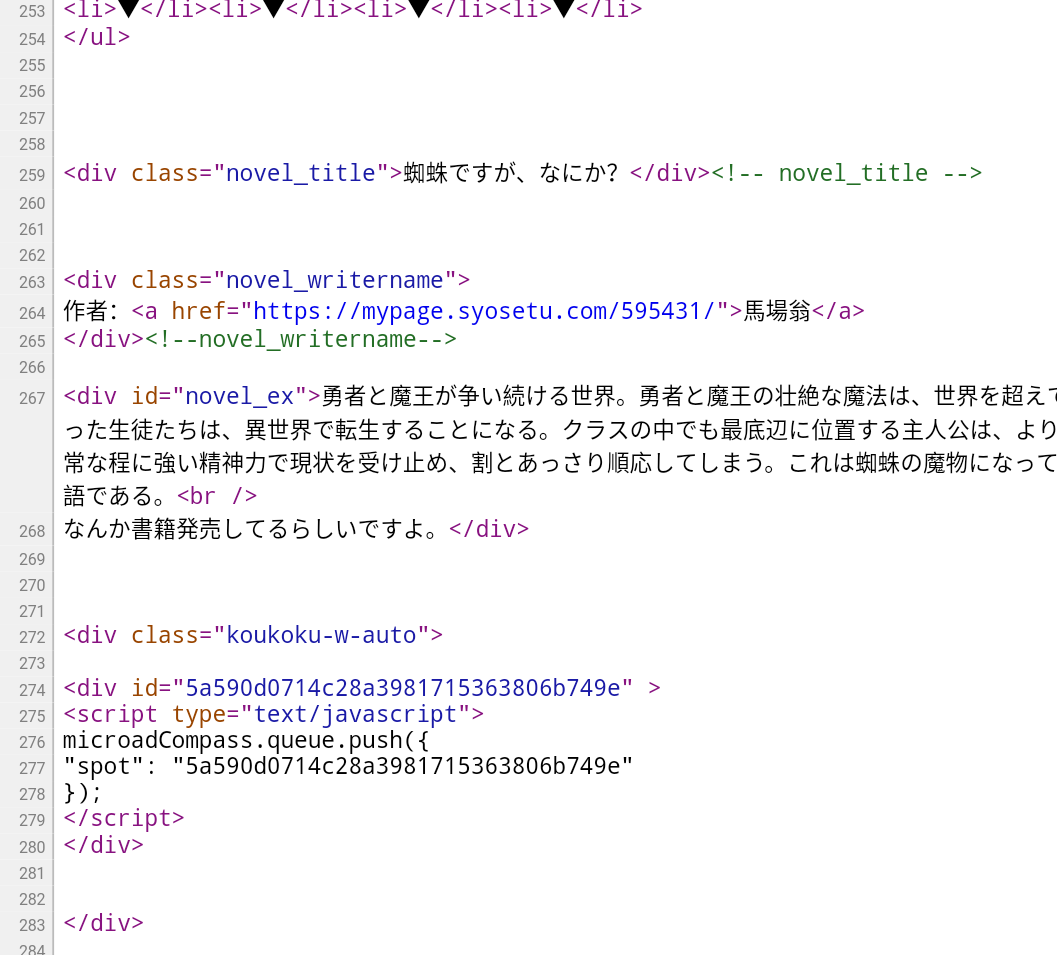 253 <li>▼</li><li>▼</li><li>▼</li><li>▼</li>
254 </ul>
255
256
257
258
259 <div class="novel_title">蜘蛛ですが、なにか？</div><!-- novel_title -->
260
261
262
263 <div class="novel_writername">
264 作者：<a href="https://mypage.syosetu.com/595431/">馬場翁</a>
265 </div><!--novel_writername-->
266
267 <div id="novel_ex">勇者と魔王が争い続ける世界。勇者と魔王の壮絶な魔法は、世界を超えて
った生徒たちは、異世界で転生することになる。クラスの中でも最底辺に位置する主人公は、より
常な程に強い精神力で現状を受け止め、割とあっさり順応してしまう。これは蜘蛛の魔物になって
語である。<br />
268 なんか書籍発売してるらしいですよ。</div>
269
270
271
272 <div class="koukoku-w-auto">
273
274 <div id="5a590d0714c28a3981715363806b749e" >
275 <script type="text/javascript">
276 microadCompass.queue.push({
277 "spot": "5a590d0714c28a3981715363806b749e"
278 });
279 </script>
280 </div>
281
282
283 </div>
284